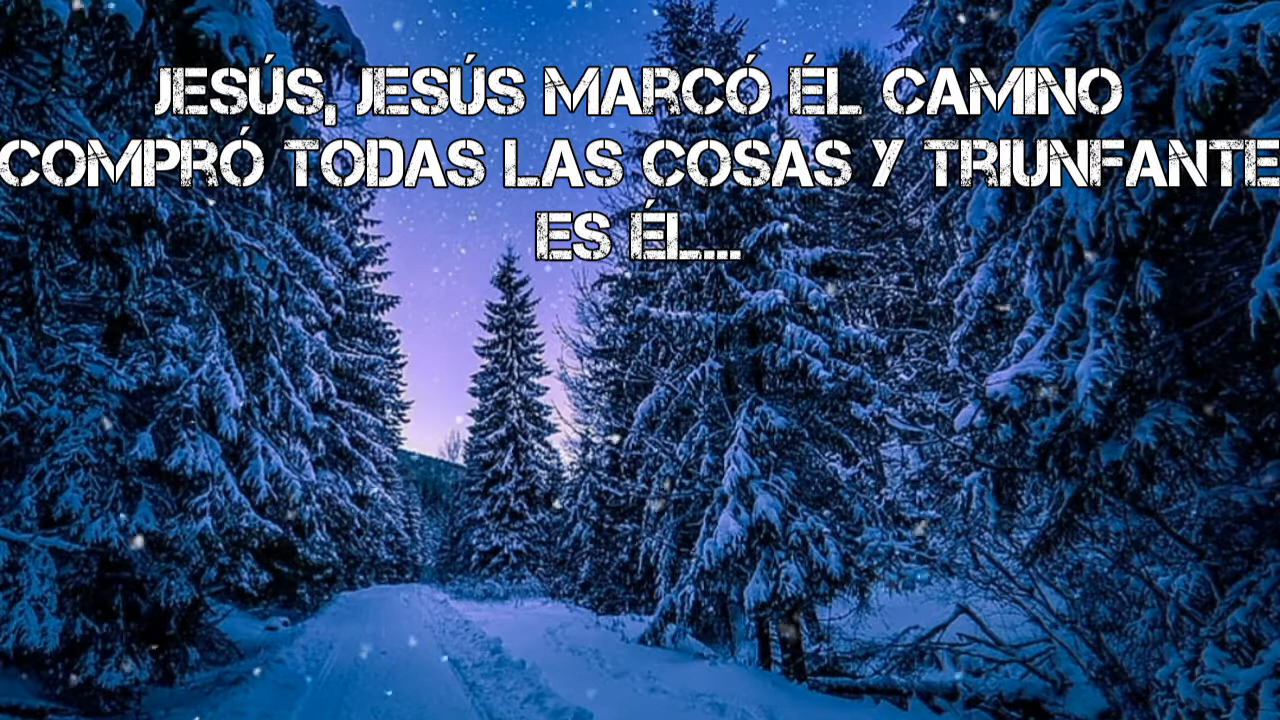 JESÚS, JESÚS MARCÓ ÉL CAMINO
COMPRÓ TODAS LAS COSAS Y TRIUNFANTE
ES ÉL...